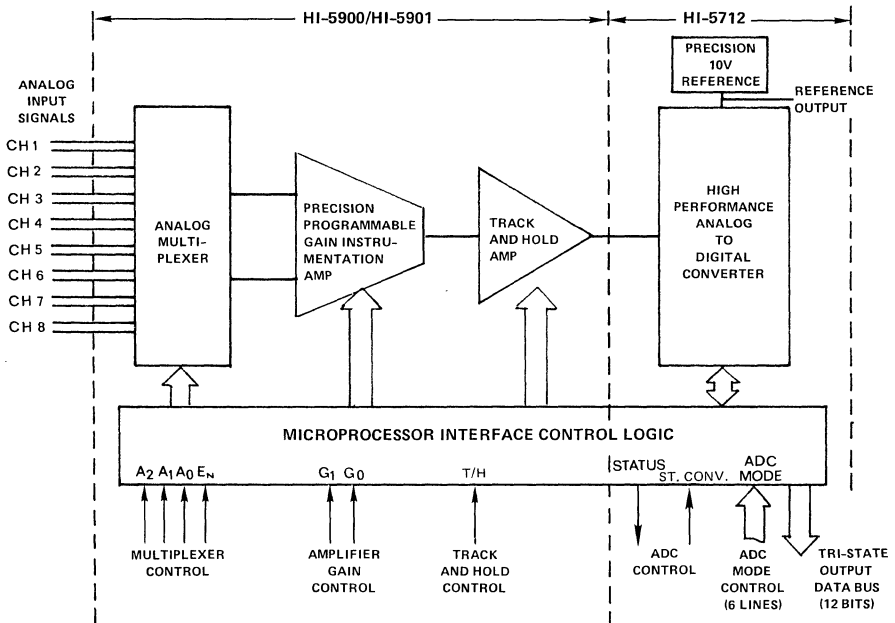 HI-5900/HI-5901
HI-5712
PRECISION
10V
REFERENCE
REFERENCE
OUTPUT
ANALOG
INPUT
SIGNALS
CH 1
CH 2
CH 3
CH 4
CH 5
CH 6
CH 7
CH 8
ANALOG
MULTI-
PLEXER
PRECISION
PROGRAMMABLE
GAIN INSTRU-
MENTATION
AMP
TRACK
AND HOLD
AMP
HIGH
PERFORMANCE
ANALOG
TO
DIGITAL
CONVERTER
MICROPROCESSOR INTERFACE CONTROL LOGIC
A2 A1 A0 EN
G1 G0
T/H
STATUS
ST. CONV.
ADC
MODE
MULTIPLEXER
CONTROL
AMPLIFIER
GAIN
CONTROL
TRACK
AND HOLD
CONTROL
ADC
CONTROL
ADC
MODE
CONTROL
(6 LINES)
TRI-STATE
OUTPUT
DATA BUS
(12 BITS)